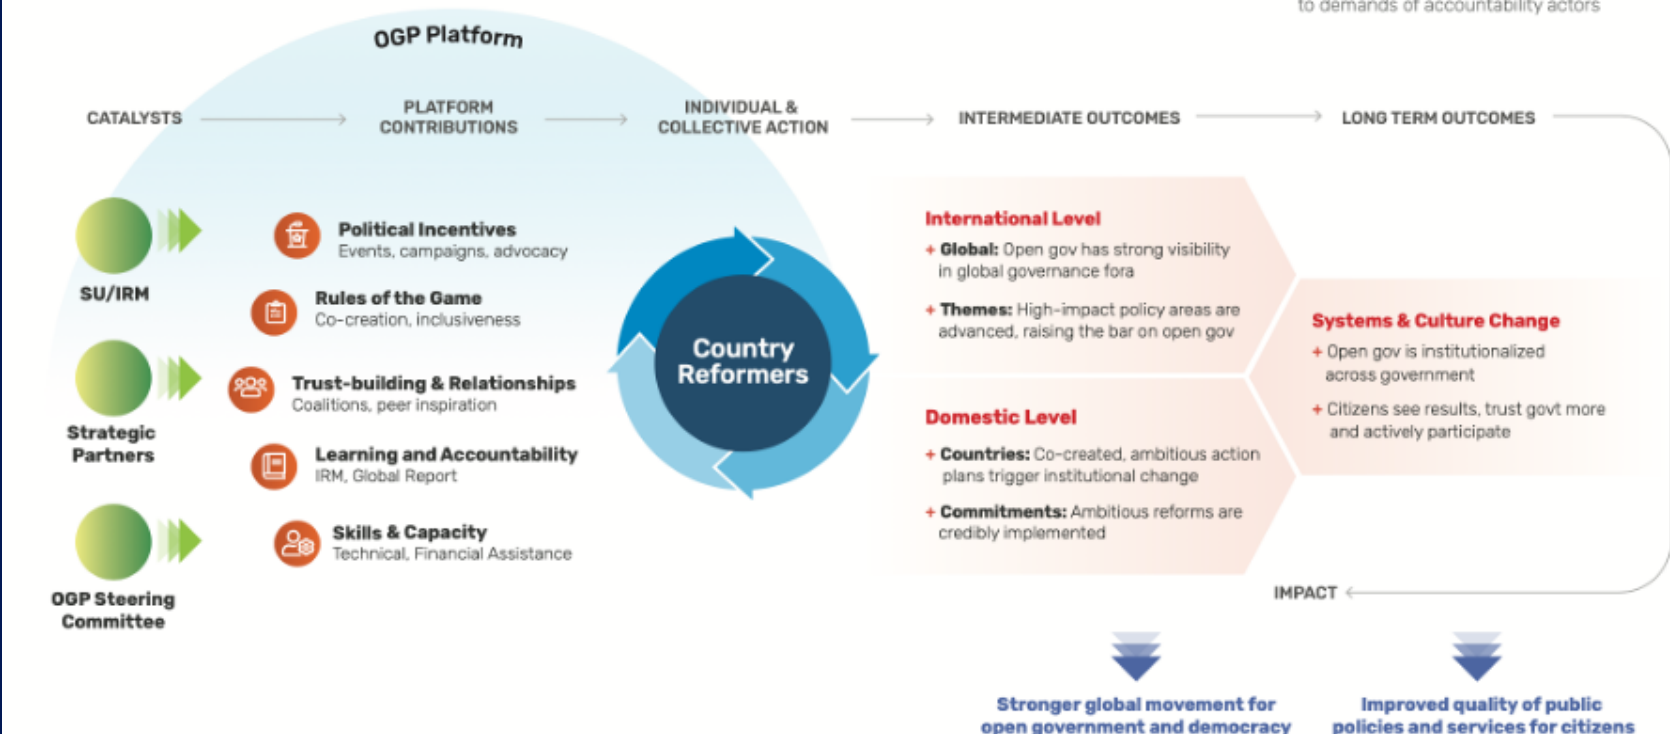 to demands of accountability actors
OGP Platform
CATALYSTS
PLATFORM
CONTRIBUTIONS
INDIVIDUAL &
COLLECTIVE ACTION
INTERMEDIATE OUTCOMES
LONG TERM OUTCOMES
SU/IRM
Strategic
Partners
OGP Steering
Committee
Political Incentives
Events, campaigns, advocacy
Rules of the Game
Co-creation, inclusiveness
Trust-building & Relationships
Coalitions, peer inspiration
Learning and Accountability
IRM, Global Report
Skills & Capacity
Technical, Financial Assistance
Country
Reformers
International Level
+ Global: Open gov has strong visibility
in global governance fora
+ Themes: High-impact policy areas are
advanced, raising the bar on open gov
Domestic Level
+ Countries: Co-created, ambitious action
plans trigger institutional change
+ Commitments: Ambitious reforms are
credibly implemented
Systems & Culture Change
+ Open gov is institutionalized
across government
+ Citizens see results, trust govt more
and actively participate
IMPACT
Stronger global movement for
open government and democracy
Improved quality of public
policies and services for citizens